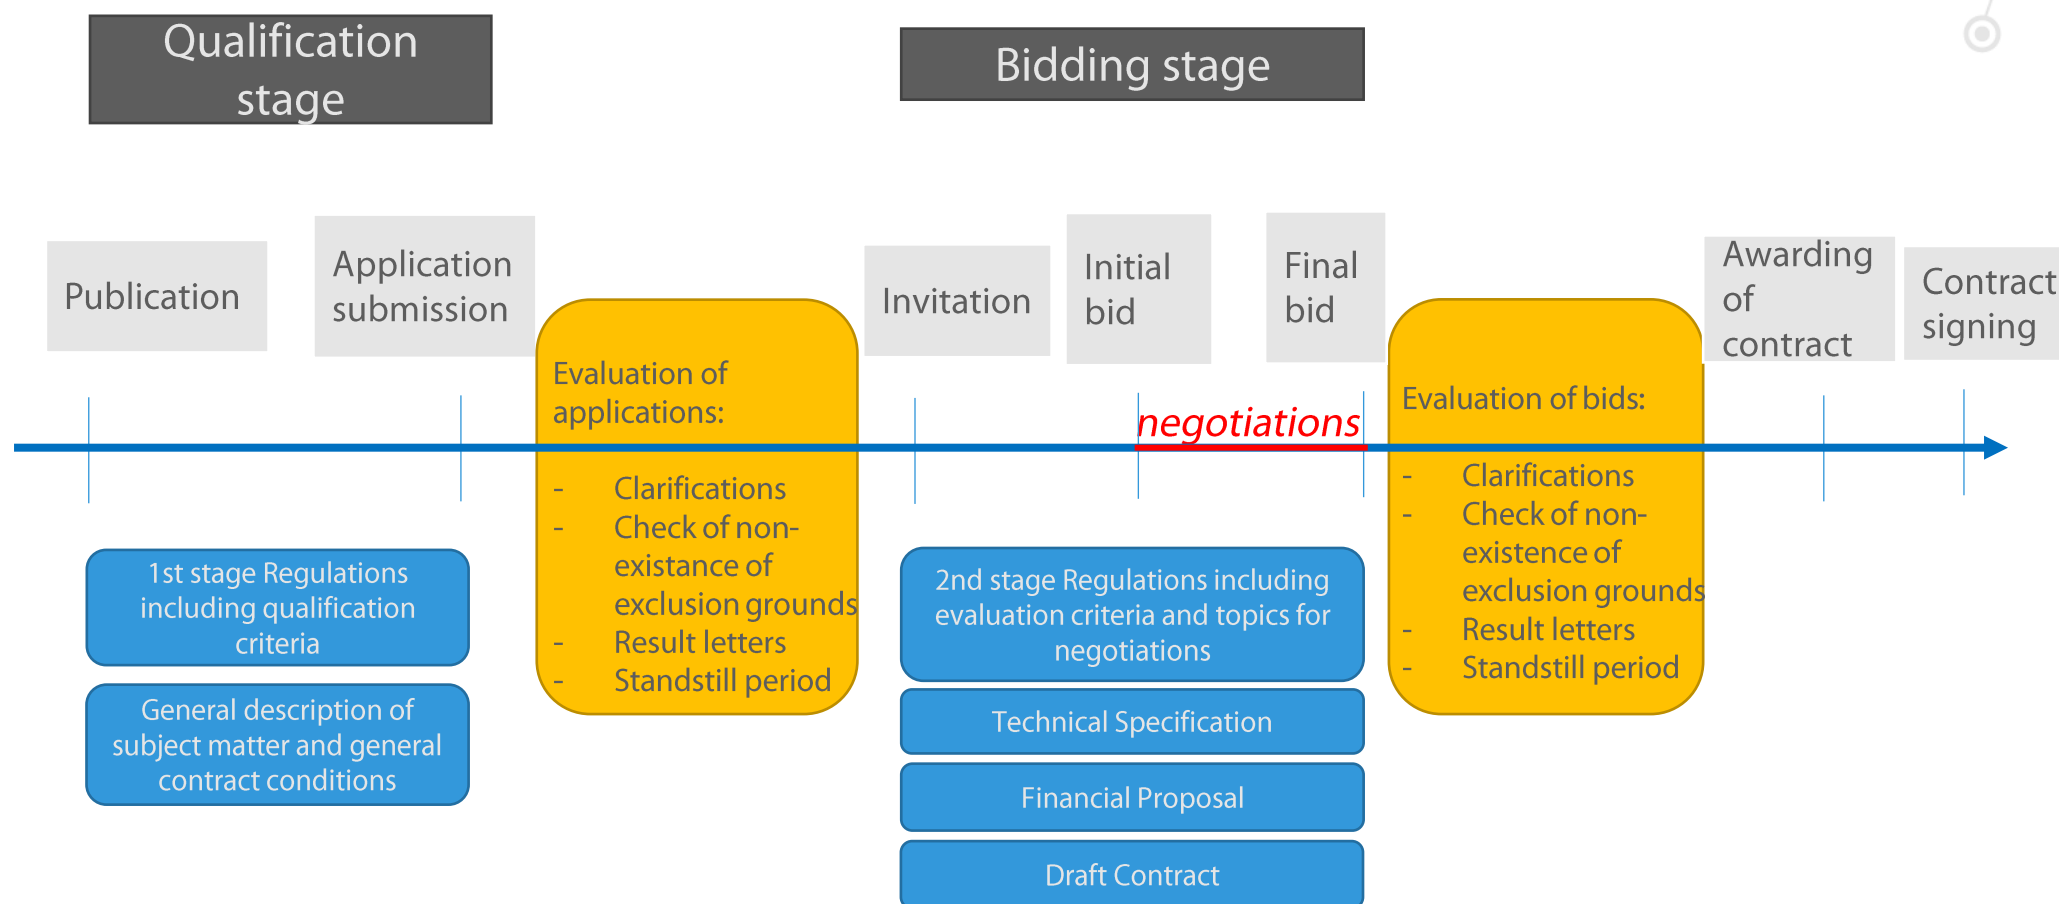 Qualification
stage
Bidding stage
Publication
Application
submission
Invitation
Initial
bid
Final
bid
Awarding
of
contract
Contract
signing
Evaluation of
applications:
- Clarifications
- Check of non-
existance of
exclusion grounds
- Result letters
- Standstill period
negotiations
Evaluation of bids:
- Clarifications
- Check of non-
existence of
exclusion grounds
- Result letters
- Standstill period
1st stage Regulations
including qualification
criteria
General description of
subject matter and general
contract conditions
2nd stage Regulations including
evaluation criteria and topics for
negotiations
Technical Specification
Financial Proposal
Draft Contract